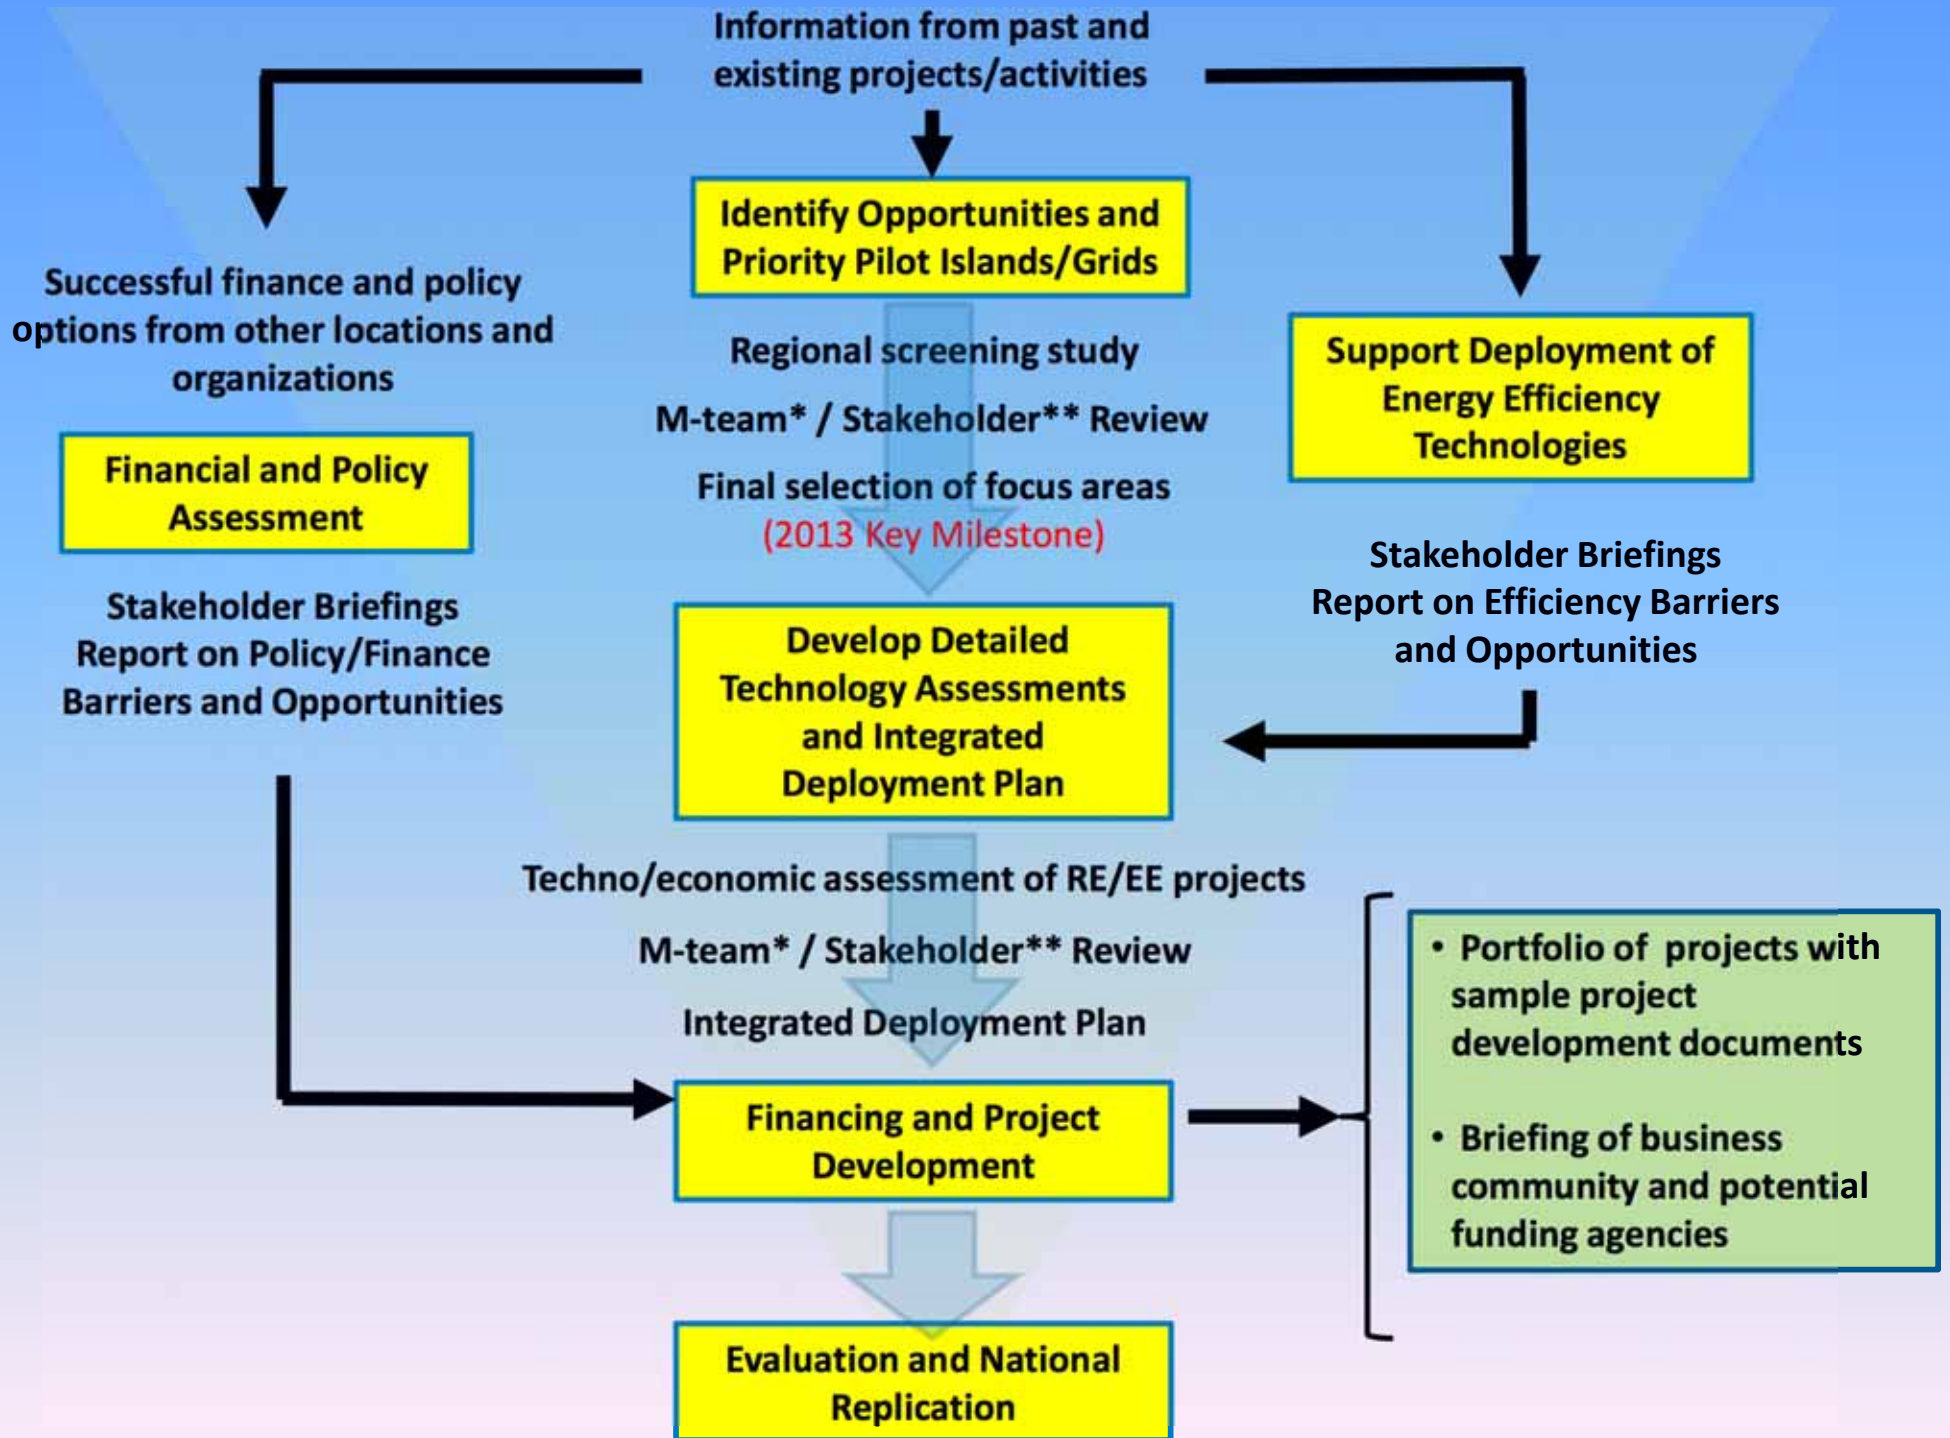 Information from past and
existing projects/activities
Identify Opportunities and
Priority Pilot Islands/Grids
Successful finance and policy
options from other locations and
organizations
Financial and Policy
Assessment
Stakeholder Briefings
Report on Policy/Finance
Barriers and Opportunities
Regional screening study
M-team* / Stakeholder** Review
Final selection of focus areas
(2013 Key Milestone)
Support Deployment of
Energy Efficiency
Technologies
Stakeholder Briefings
Report on Efficiency Barriers
and Opportunities
Develop Detailed
Technology Assessments
and Integrated
Deployment Plan
Techno/economic assessment of RE/EE projects
M-team* / Stakeholder** Review
Integrated Deployment Plan
Financing and Project
Development
• Portfolio of projects with
sample project
development documents
• Briefing of business
community and potential
funding agencies
Evaluation and National
Replication